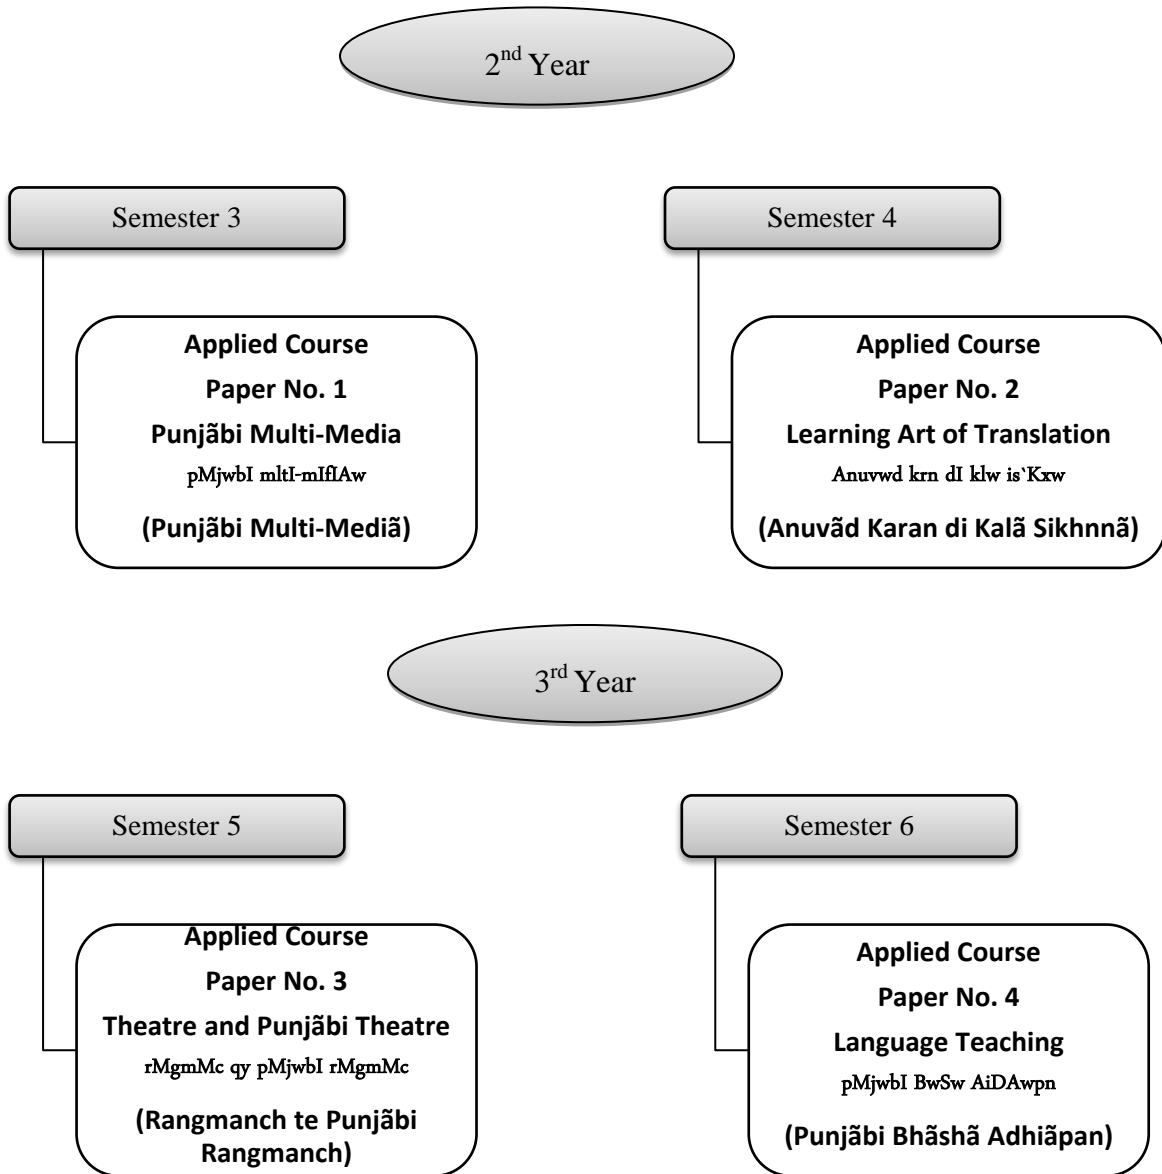 2nd Year
Semester 3
Semester 4
Applied Course
Paper No. 1
Punjãbi Multi-Media
pMjwbI mltI-mIfIAw
(Punjãbi Multi-Mediã)
Applied Course
Paper No. 2
Learning Art of Translation
Anuvwd krn dI klw is`Kxw
(Anuvãd Karan di Kalã Sikhnnã)
3rd Year
Semester 5
Semester 6
Applied Course
Paper No. 3
Theatre and Punjãbi Theatre
rMgmMc qy pMjwbI rMgmMc
(Rangmanch te Punjãbi
Rangmanch)
Applied Course
Paper No. 4
Language Teaching
pMjwbI BwSw AiDAwpn
(Punjãbi Bhãshã Adhiãpan)